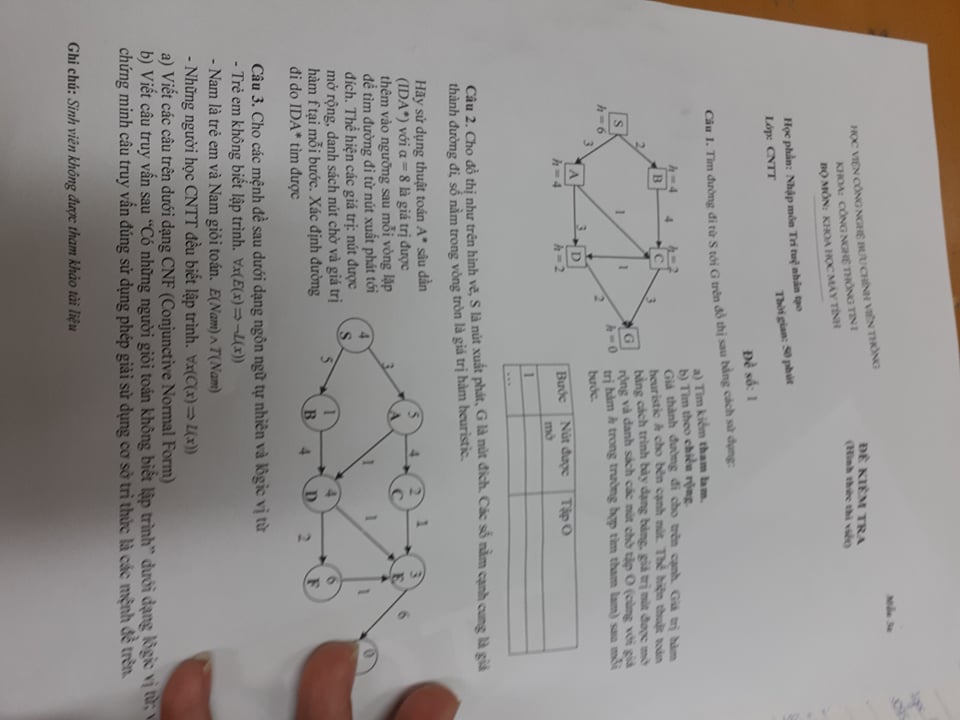 Mẫu 3a
HỌC VIỆN CÔNG NGHỆ BƯU CHÍNH VIỄN THÔNG
KHOA: CÔNG NGHỆ THÔNG TIN 1
BỘ MÔN: KHOA HỌC MÁY TÍNH
ĐỀ KIỂM TRA
(Hình thức thi viết)
Học phần: Nhập môn Trí tuệ nhân tạo
Lớp: CNTT
Thời gian: 50 phút
Đề số: 1
Câu 1. Tìm đường đi từ S tới G trên đồ thị sau bằng cách sử dụng:
a) Tìm kiếm tham lam.
b) Tìm theo chiều rộng.
Giá thành đường đi cho trên cạnh. Giá trị hàm
heuristic h cho bên cạnh nút. Thể hiện thuật toán
bằng cách trình bày dạng bảng, giá trị nút được mở
rộng và danh sách các nút chờ tập O (cùng với giá
trị hàm h trong trường hợp tìm tham lam) sau mỗi
bước.
h=4
h=2
B
4
C
2
3
S
h=6
1
1
G
h=0
3
2
A
3
D
h=4
h=2
Bước
Nút được
mở
Tập O
1
...
Câu 2. Cho đồ thị như trên hình vẽ, S là nút xuất phát, G là nút đích. Các số nằm cạnh cung là giá
thành đường đi, số nằm trong vòng tròn là giá trị hàm heuristic.
Hãy sử dụng thuật toán A* sâu dần
(IDA*) với α = 8 là giá trị được
thêm vào ngưỡng sau mỗi vòng lặp
để tìm đường đi từ nút xuất phát tới
đích. Thể hiện các giá trị: nút được
mở rộng, danh sách nút chờ và giá trị
hàm f tại mỗi bước. Xác định đường
đi do IDA* tìm được
5
A
4
2
C
1
3
E
6
0
3
4
S
1
1
1
5
1
B
4
4
D
2
6
F
Câu 3. Cho các mệnh đề sau dưới dạng ngôn ngữ tự nhiên và lôgic vị từ
- Trẻ em không biết lập trình. ∀x(E(x) ⇒ ¬L(x))
- Nam là trẻ em và Nam giỏi toán. E(Nam) ∧ T(Nam)
- Những người học CNTT đều biết lập trình. ∀x(C(x) ⇒ L(x))
a) Viết các câu trên dưới dạng CNF (Conjunctive Normal Form)
b) Viết câu truy vấn sau “Có những người giỏi toán không biết lập trình” dưới dạng lôgic vị từ;
chứng minh câu truy vấn đúng sử dụng phép giải sử dụng cơ sở tri thức là các mệnh đề trên.
Ghi chú: Sinh viên không được tham khảo tài liệu